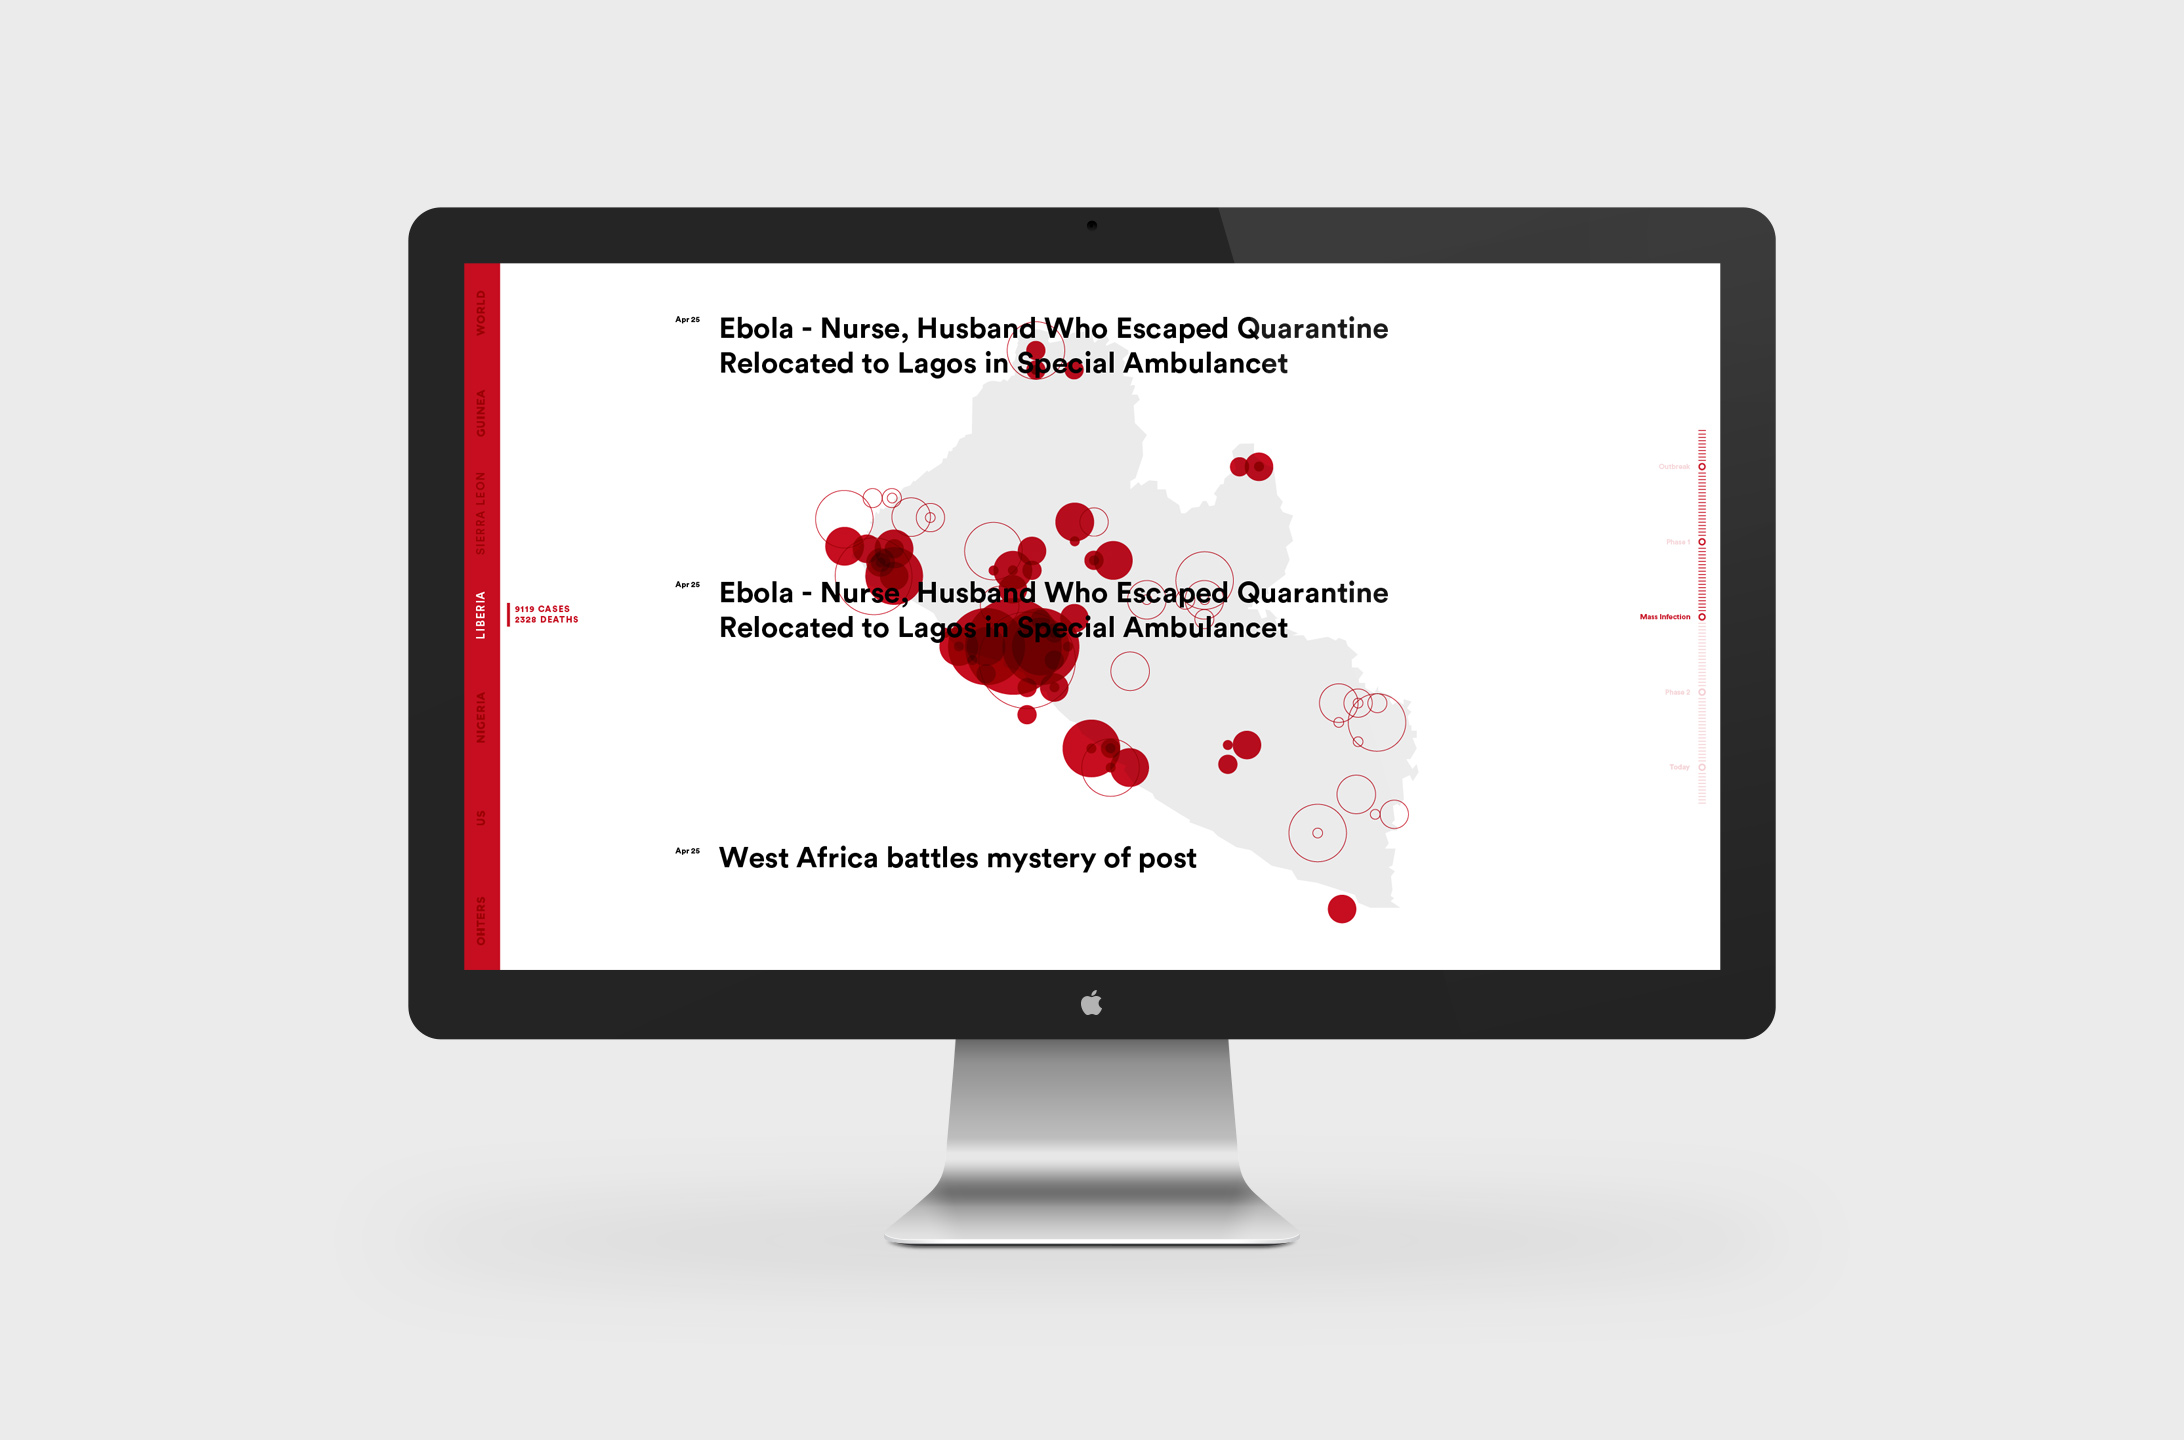 WORLD
GUINEA
SIERRA LEON
LIBERIA
NIGERIA
US
OHTERS
9119 CASES
2328 DEATHS
Apr 25
Ebola - Nurse, Husband Who Escaped Quarantine
Relocated to Lagos in Special Ambulancet
Apr 25
Ebola - Nurse, Husband Who Escaped Quarantine
Relocated to Lagos in Special Ambulancet
Apr 25
West Africa battles mystery of post
Outbreak
Phase 1
Mass Infection
Phase 2
Today